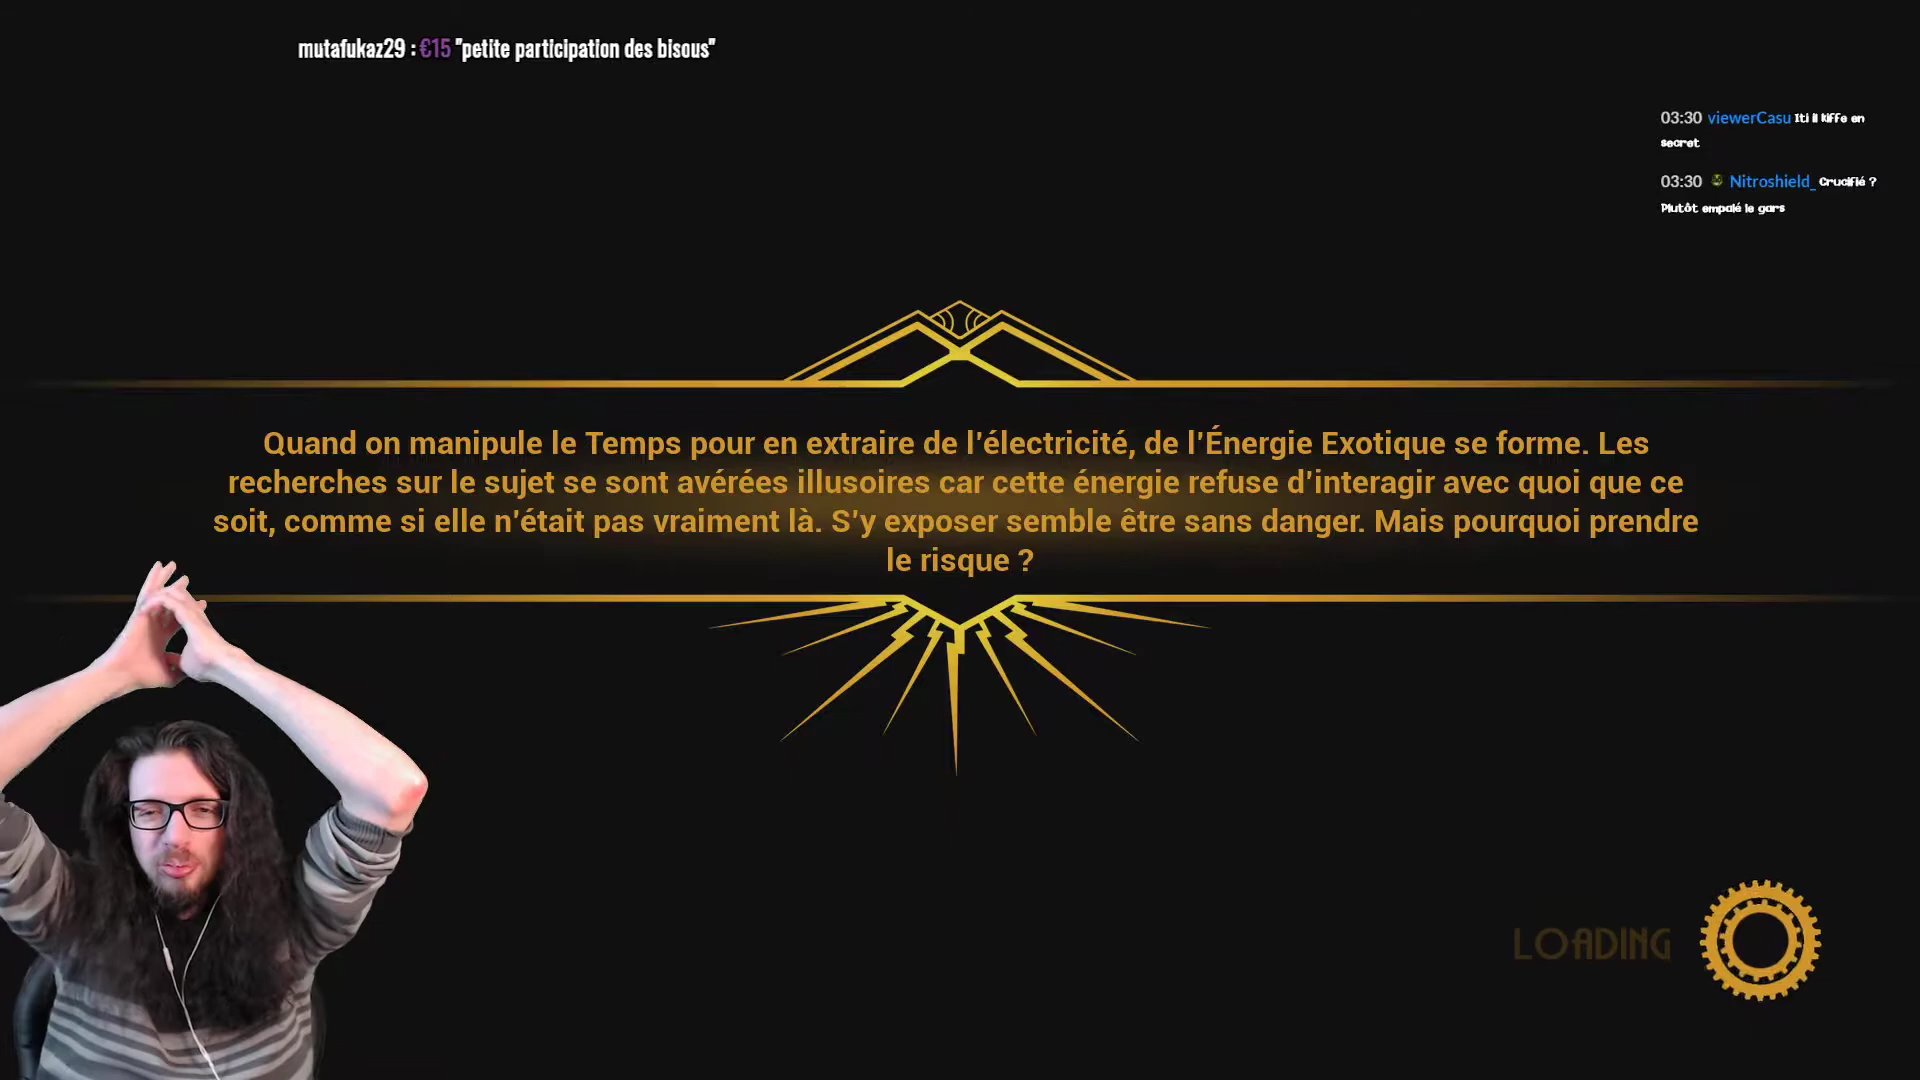 mutafukaz29 : €15 "petite participation des bisous"
03:30 viewerCasu Iti il kiffe en
secret
03:30 Nitroshield_ Crucifié ?
Plutôt empalé le gars
Quand on manipule le Temps pour en extraire de l'électricité, de l'Énergie Exotique se forme. Les
recherches sur le sujet se sont avérées illusoires car cette énergie refuse d'interagir avec quoi que ce
soit, comme si elle n'était pas vraiment là. S'y exposer semble être sans danger. Mais pourquoi prendre
le risque ?
LOADING